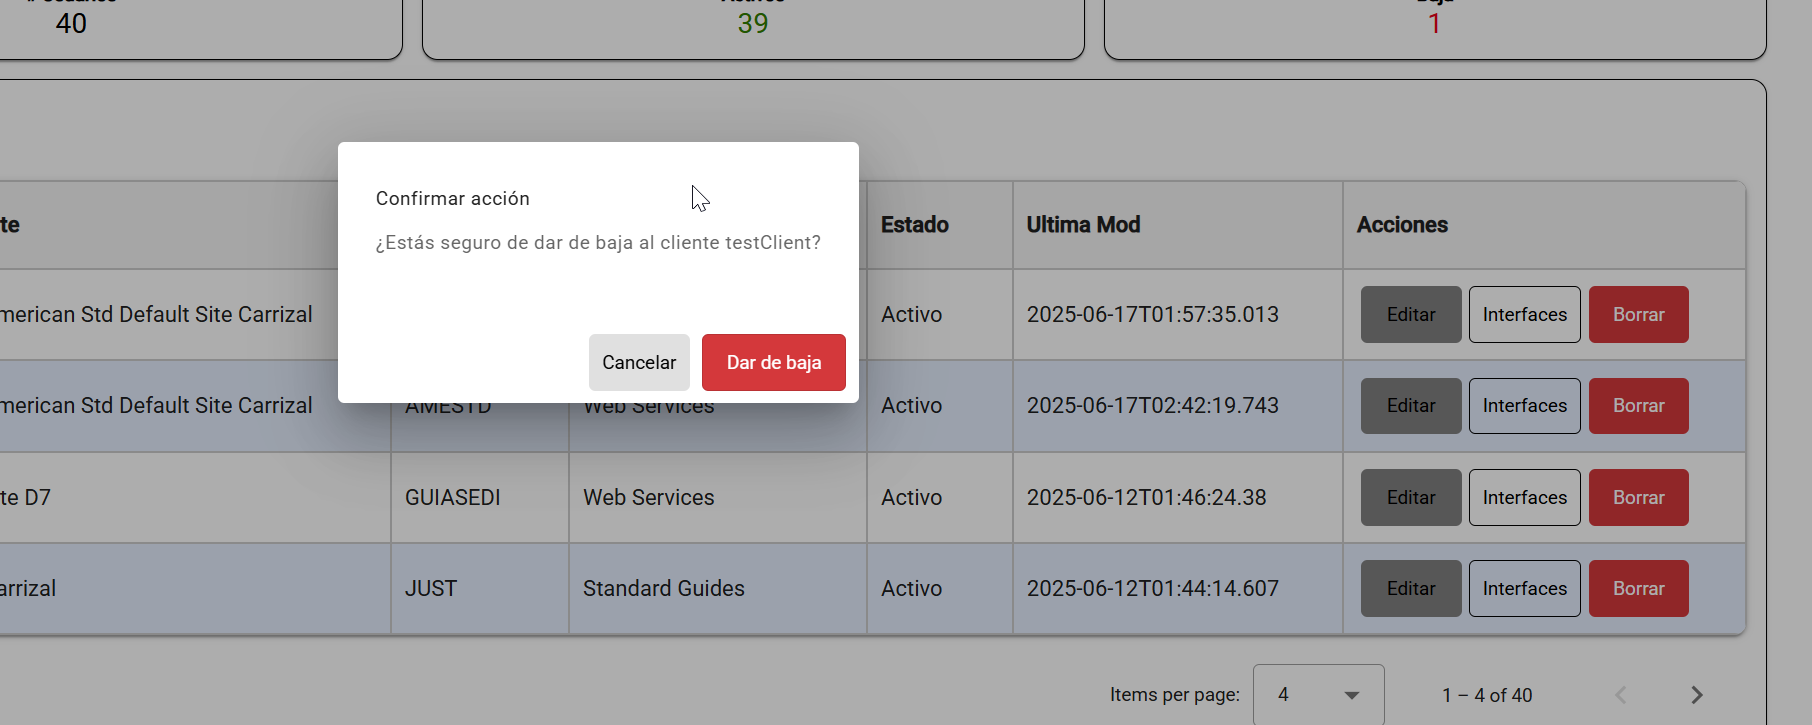 40
39
1
Confirmar acción
¿Estás seguro de dar de baja al cliente testClient?
Cancelar Dar de baja
te Estado Ultima Mod Acciones
merican Std Default Site Carrizal Activo 2025-06-17T01:57:35.013 Editar Interfaces Borrar
merican Std Default Site Carrizal AMESTD Web Services Activo 2025-06-17T02:42:19.743 Editar Interfaces Borrar
te D7 GUIASEDI Web Services Activo 2025-06-12T01:46:24.38 Editar Interfaces Borrar
arrizal JUST Standard Guides Activo 2025-06-12T01:44:14.607 Editar Interfaces Borrar
Items per page: 4 1 – 4 of 40